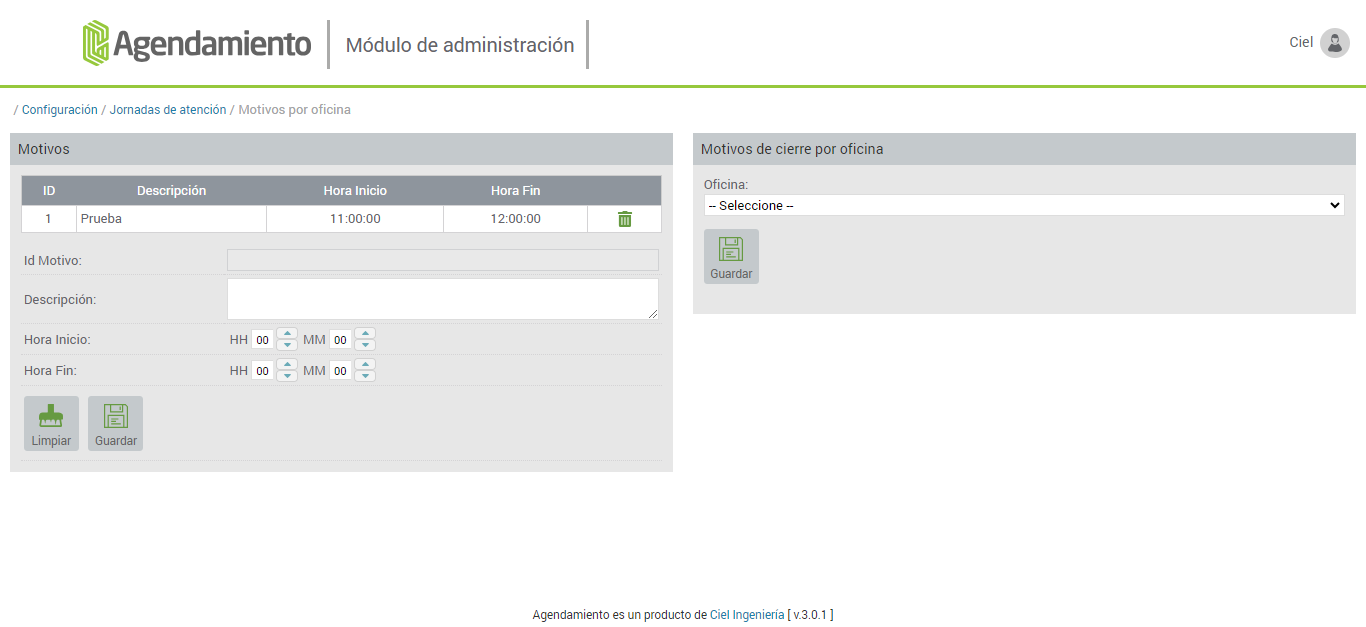 Agendamiento
Módulo de administración
Ciel
/ Configuración / Jornadas de atención / Motivos por oficina
Motivos
ID Descripción Hora Inicio Hora Fin
1 Prueba 11:00:00 12:00:00
Id Motivo:
Descripción:
Hora Inicio: HH 00 MM 00
Hora Fin: HH 00 MM 00
Limpiar Guardar
Motivos de cierre por oficina
Oficina:
-- Seleccione --
Guardar
Agendamiento es un producto de Ciel Ingeniería [ v.3.0.1 ]